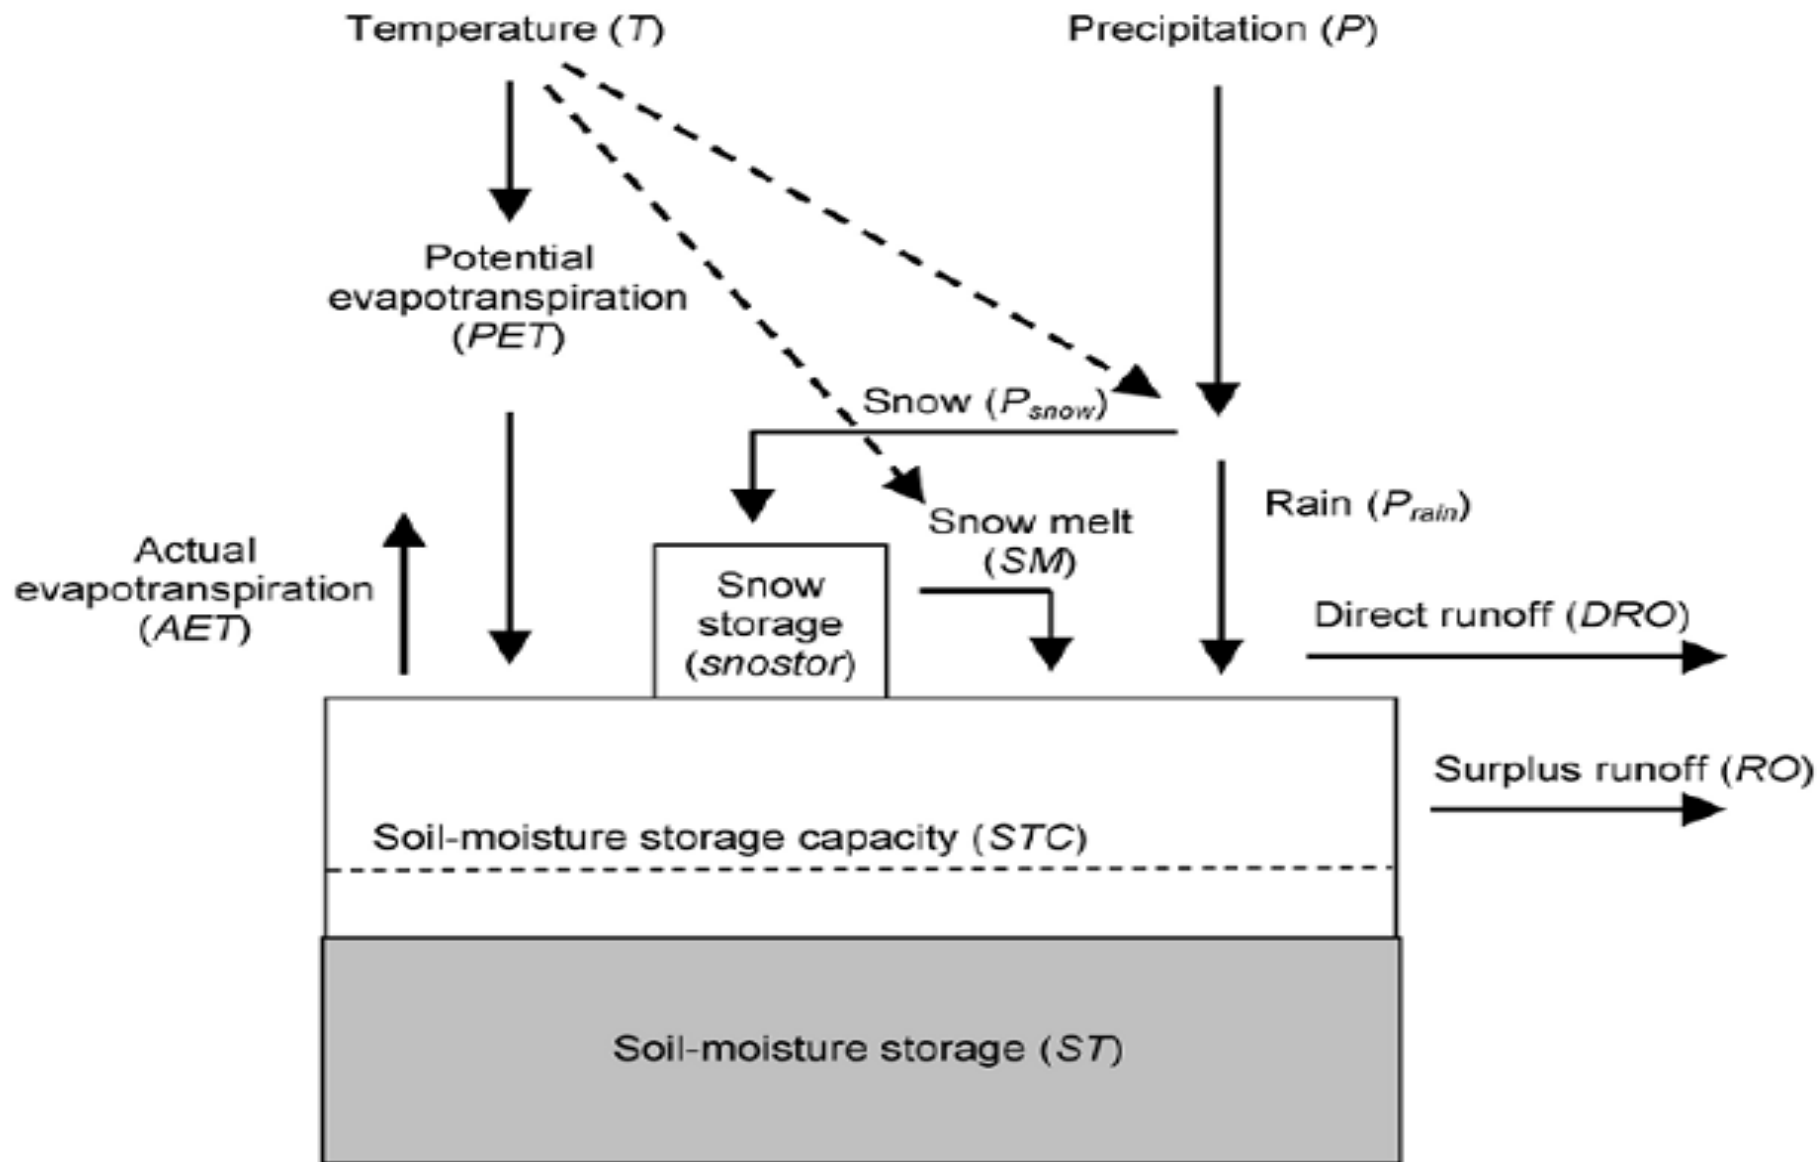 Temperature (T)
Precipitation (P)
Potential
evapotranspiration
(PET)
Snow (Psnow)
Rain (Prain)
Snow melt
(SM)
Actual
evapotranspiration
(AET)
Snow
storage
(snostor)
Direct runoff (DRO)
Surplus runoff (RO)
Soil-moisture storage capacity (STC)
Soil-moisture storage (ST)